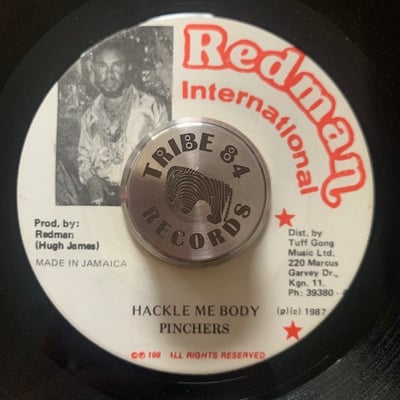 Redman
International
TRIBE 84
RECORDS
Prod. by:
Redman
(Hugh James)
MADE IN JAMAICA
Dist. by
Tuff Gong
Music Ltd.
220 Marcus
Garvey Dr.,
Kgn. 11.
Ph: 39380 -
(p)(c) 1987
HACKLE ME BODY
PINCHERS
©℗ 198 ALL RIGHTS RESERVED